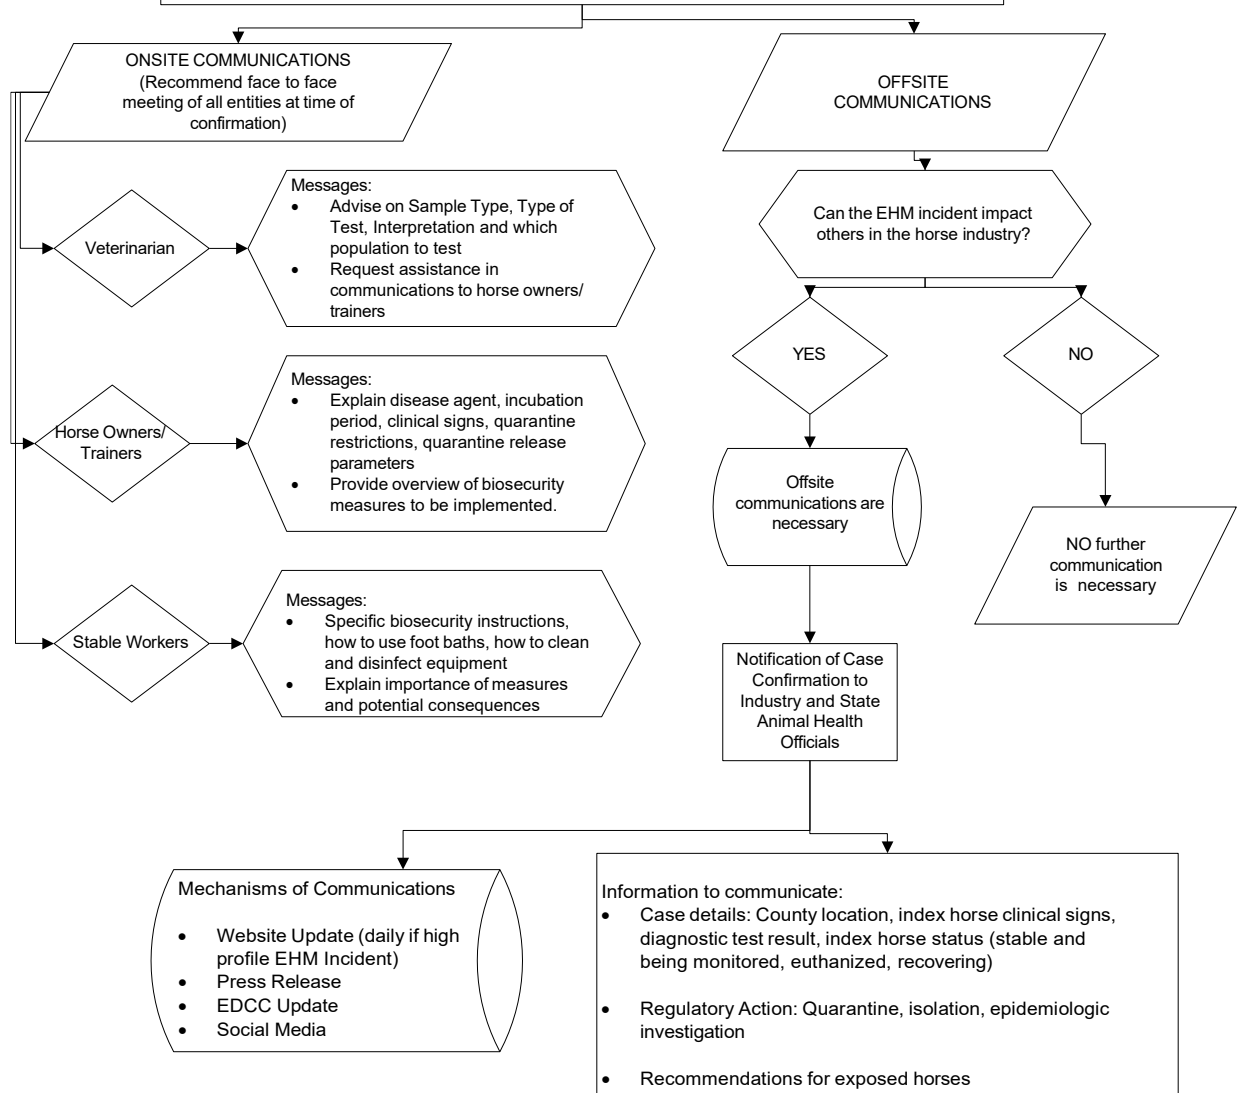 ONSITE COMMUNICATIONS
(Recommend face to face
meeting of all entities at time of
confirmation)
OFFSITE
COMMUNICATIONS
Veterinarian
Messages:
• Advise on Sample Type, Type of
Test, Interpretation and which
population to test
• Request assistance in
communications to horse owners/
trainers
Can the EHM incident impact
others in the horse industry?
YES
NO
Horse Owners/
Trainers
Messages:
• Explain disease agent, incubation
period, clinical signs, quarantine
restrictions, quarantine release
parameters
• Provide overview of biosecurity
measures to be implemented.
Offsite
communications are
necessary
NO further
communication
is necessary
Stable Workers
Messages:
• Specific biosecurity instructions,
how to use foot baths, how to clean
and disinfect equipment
• Explain importance of measures
and potential consequences
Notification of Case
Confirmation to
Industry and State
Animal Health
Officials
Mechanisms of Communications
• Website Update (daily if high
profile EHM Incident)
• Press Release
• EDCC Update
• Social Media
Information to communicate:
• Case details: County location, index horse clinical signs,
diagnostic test result, index horse status (stable and
being monitored, euthanized, recovering)
• Regulatory Action: Quarantine, isolation, epidemiologic
investigation
• Recommendations for exposed horses